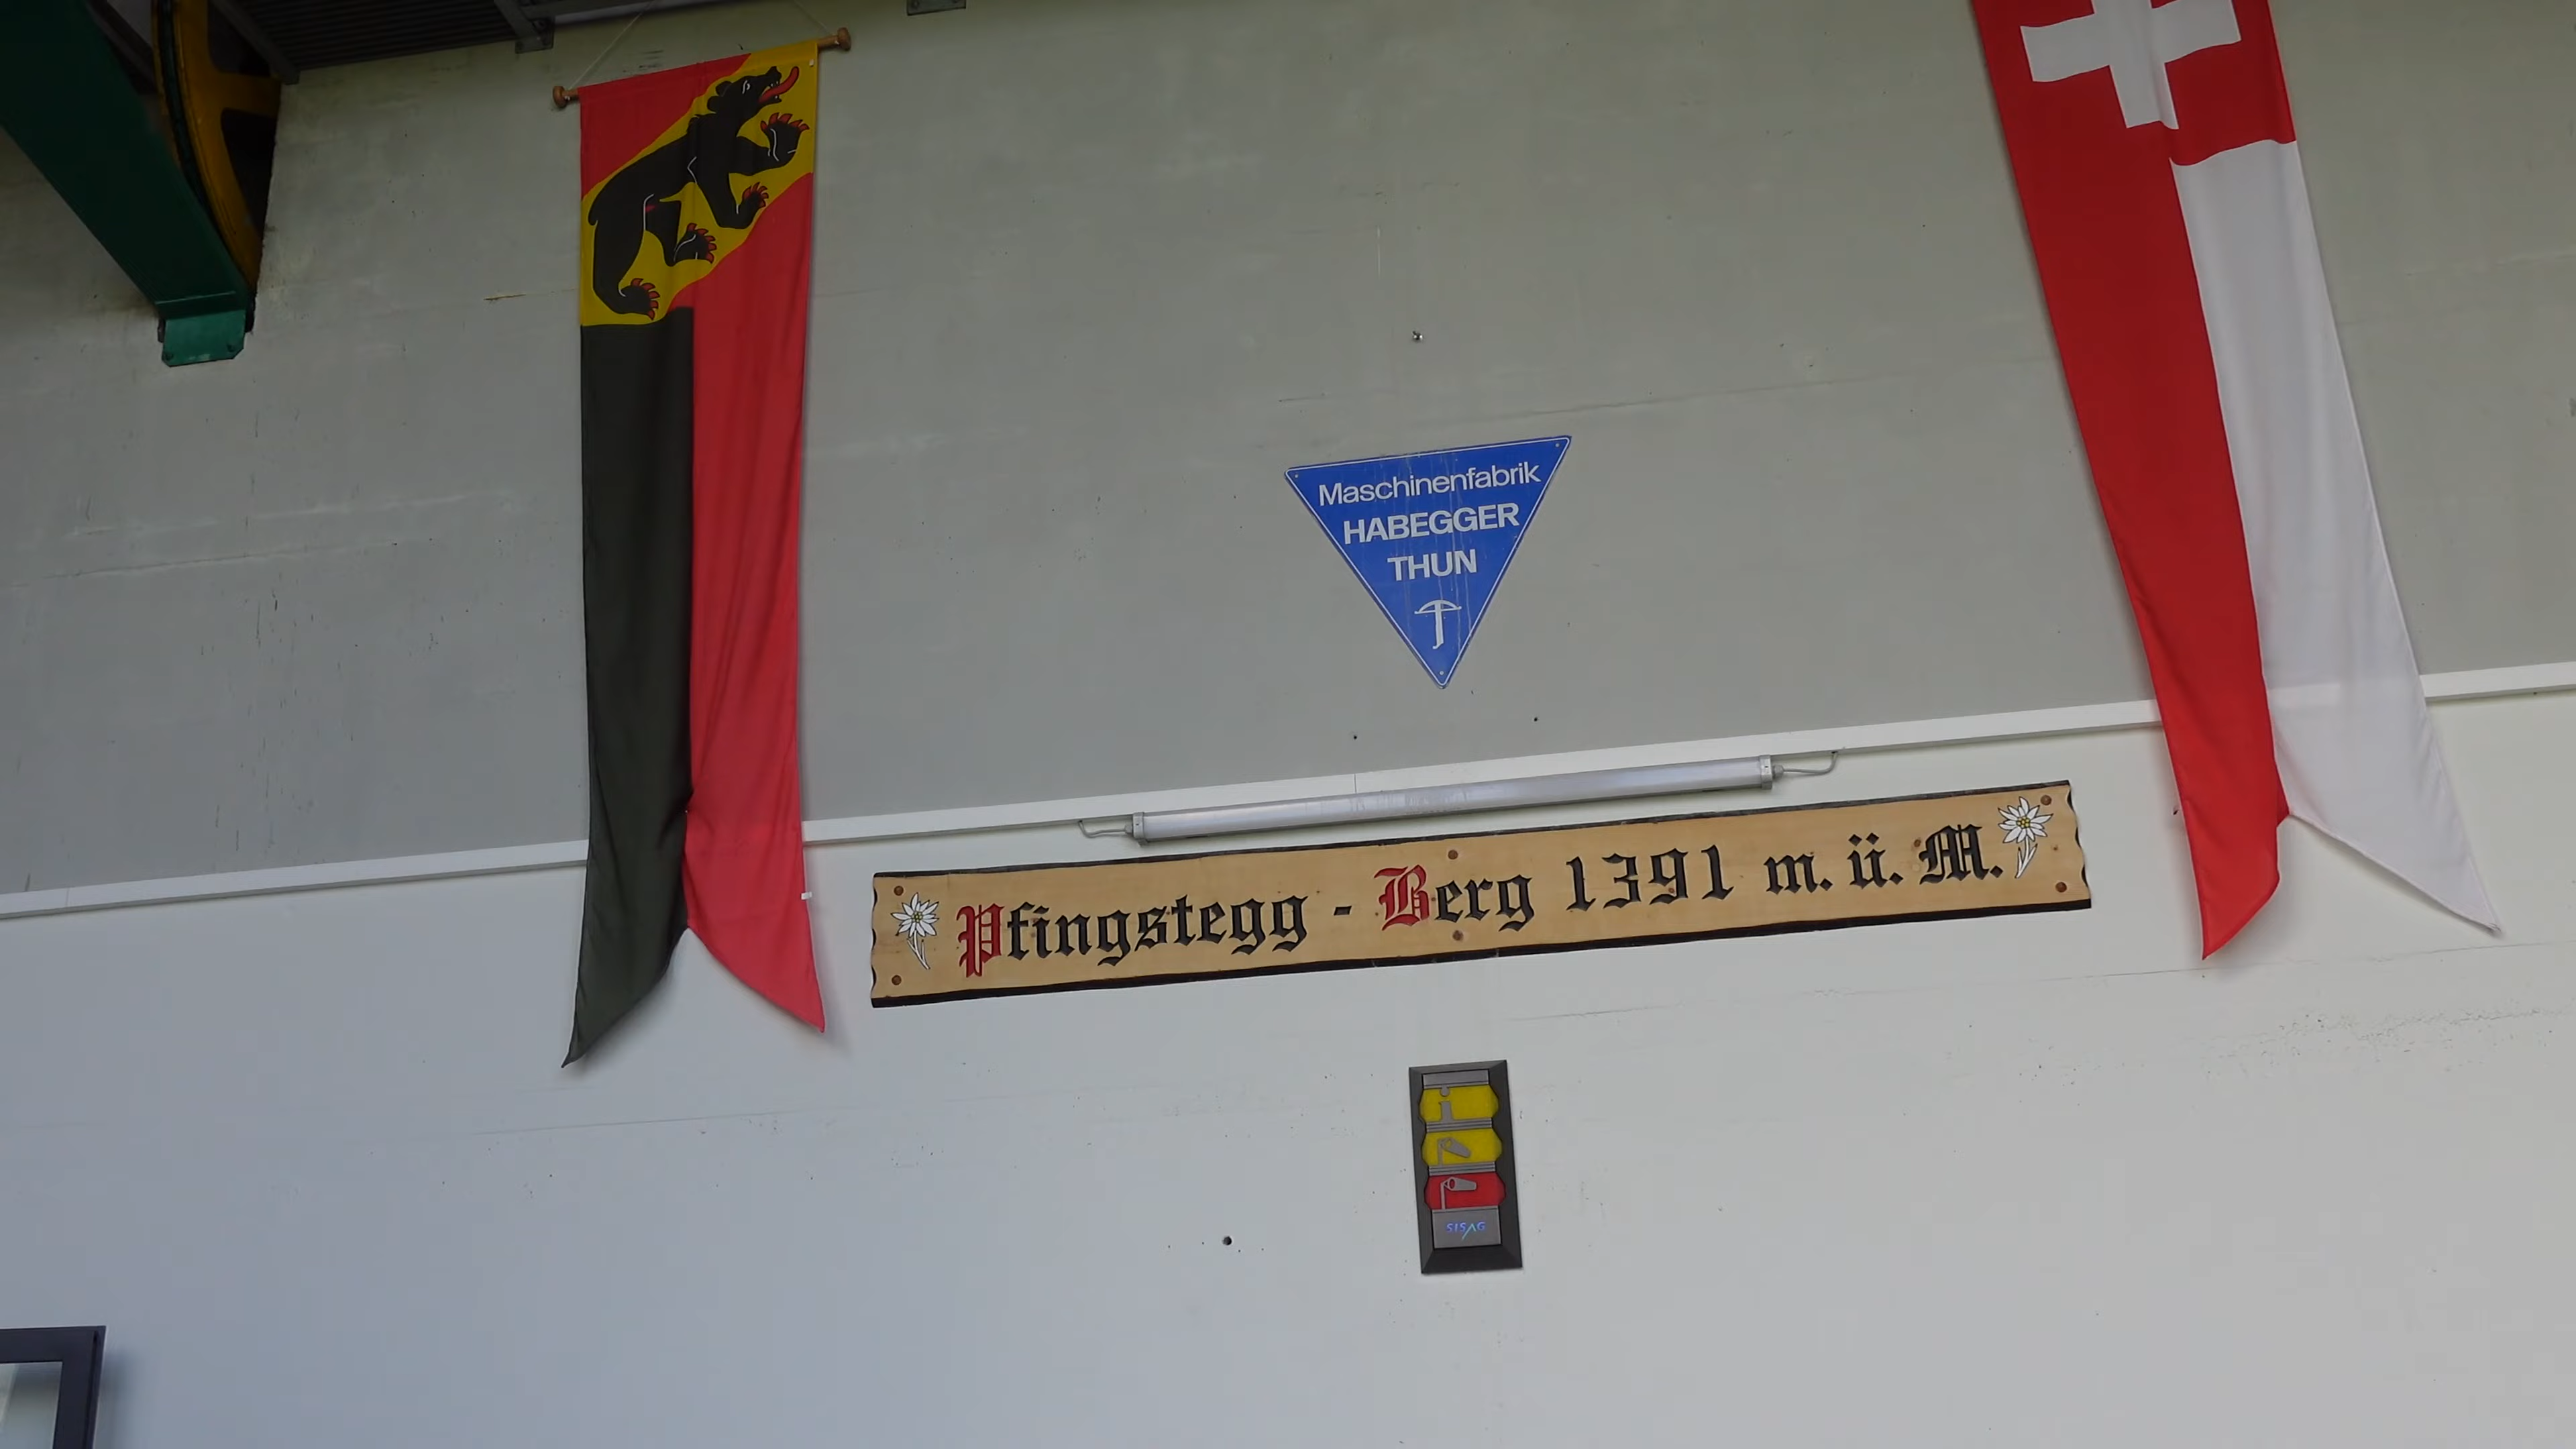 Maschinenfabrik
HABEGGER
THUN
Pfingstegg - Berg 1391 m. ü. M.
SISAG